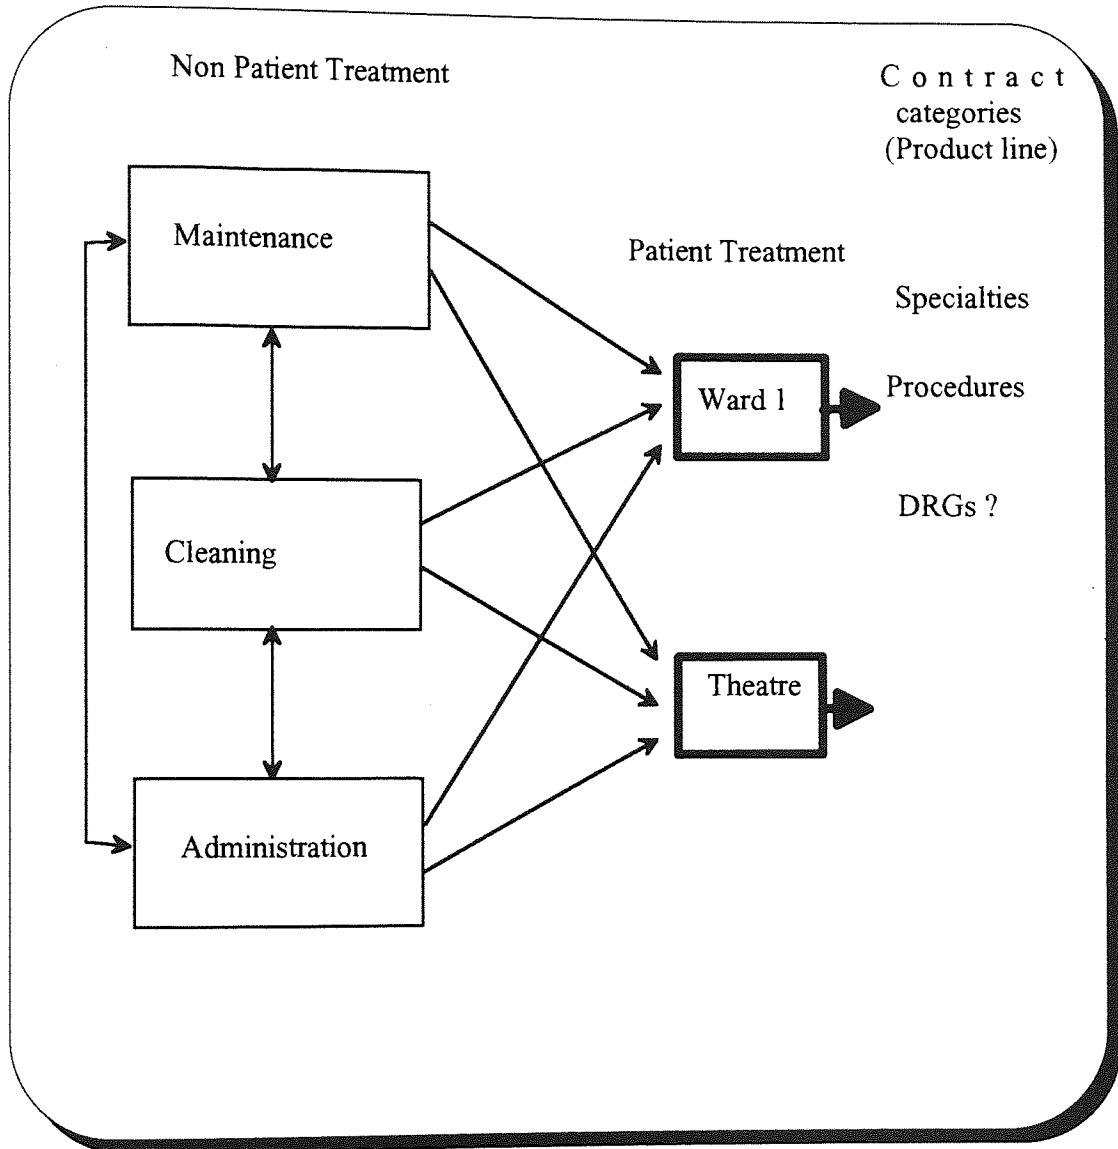 Non Patient Treatment
C o n t r a c t
categories
(Product line)
Maintenance
Patient Treatment
Specialties
Ward 1
Procedures
DRGs ?
Cleaning
Theatre
Administration